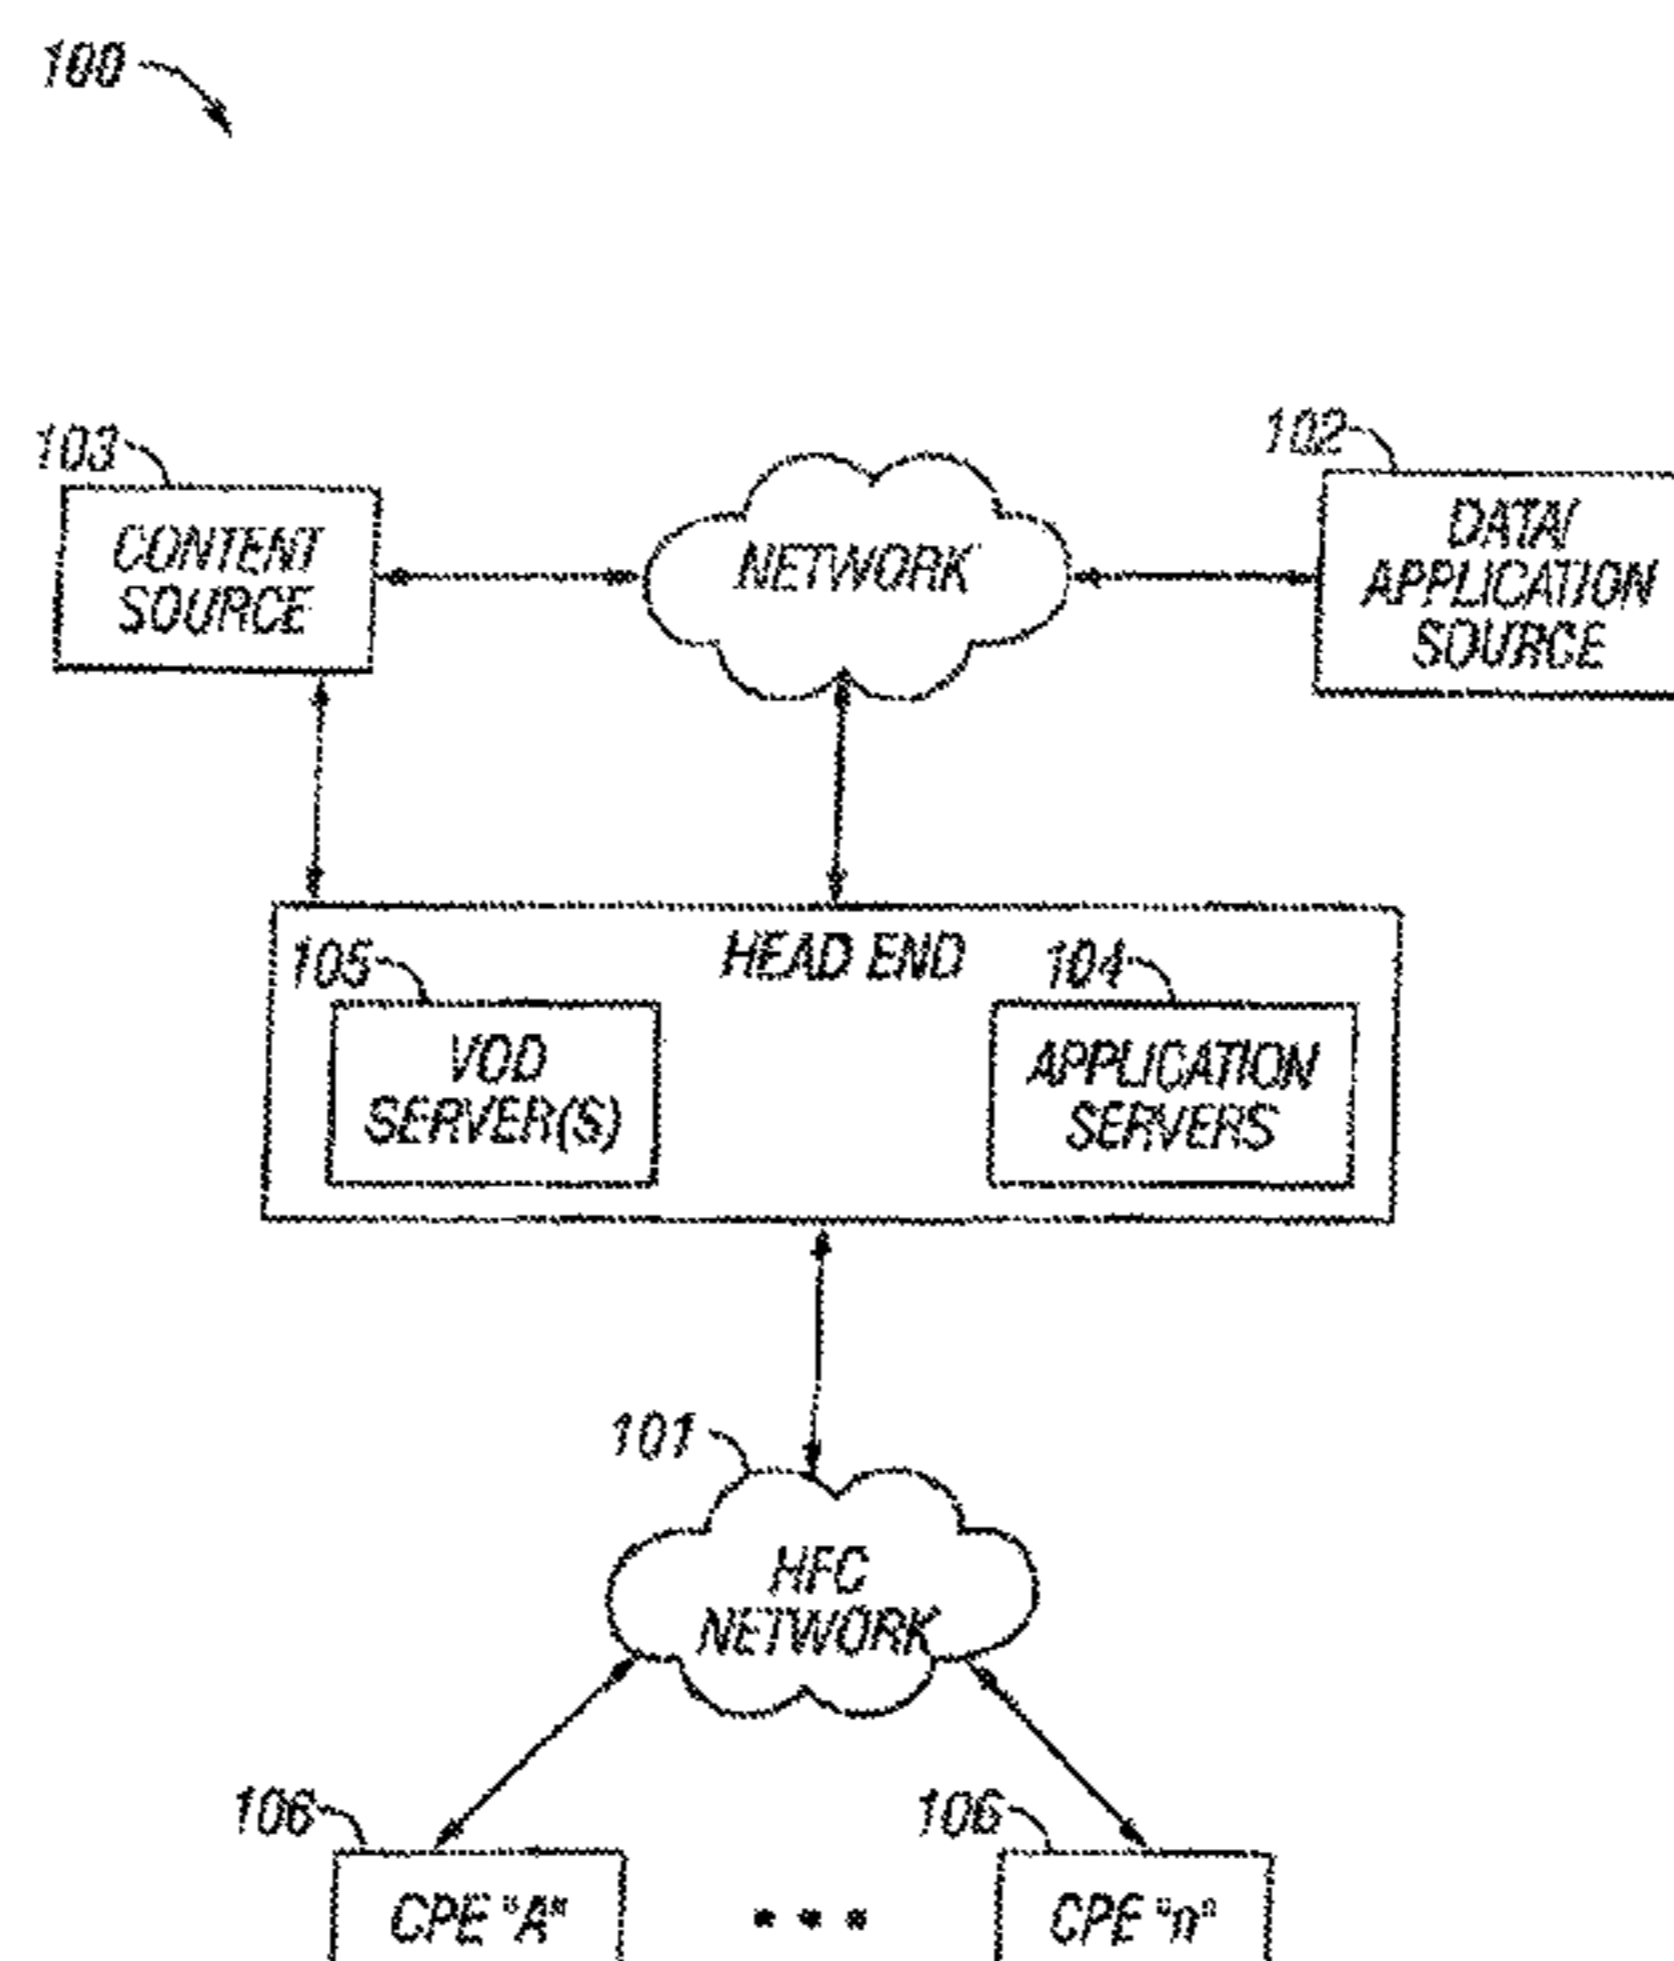 100
103
102
CONTENT
SOURCE
NETWORK
DATA/
APPLICATION
SOURCE
HEAD END
105
104
VOD
SERVER(S)
APPLICATION
SERVERS
101
HFC
NETWORK
106
106
CPE "A"
CPE "n"